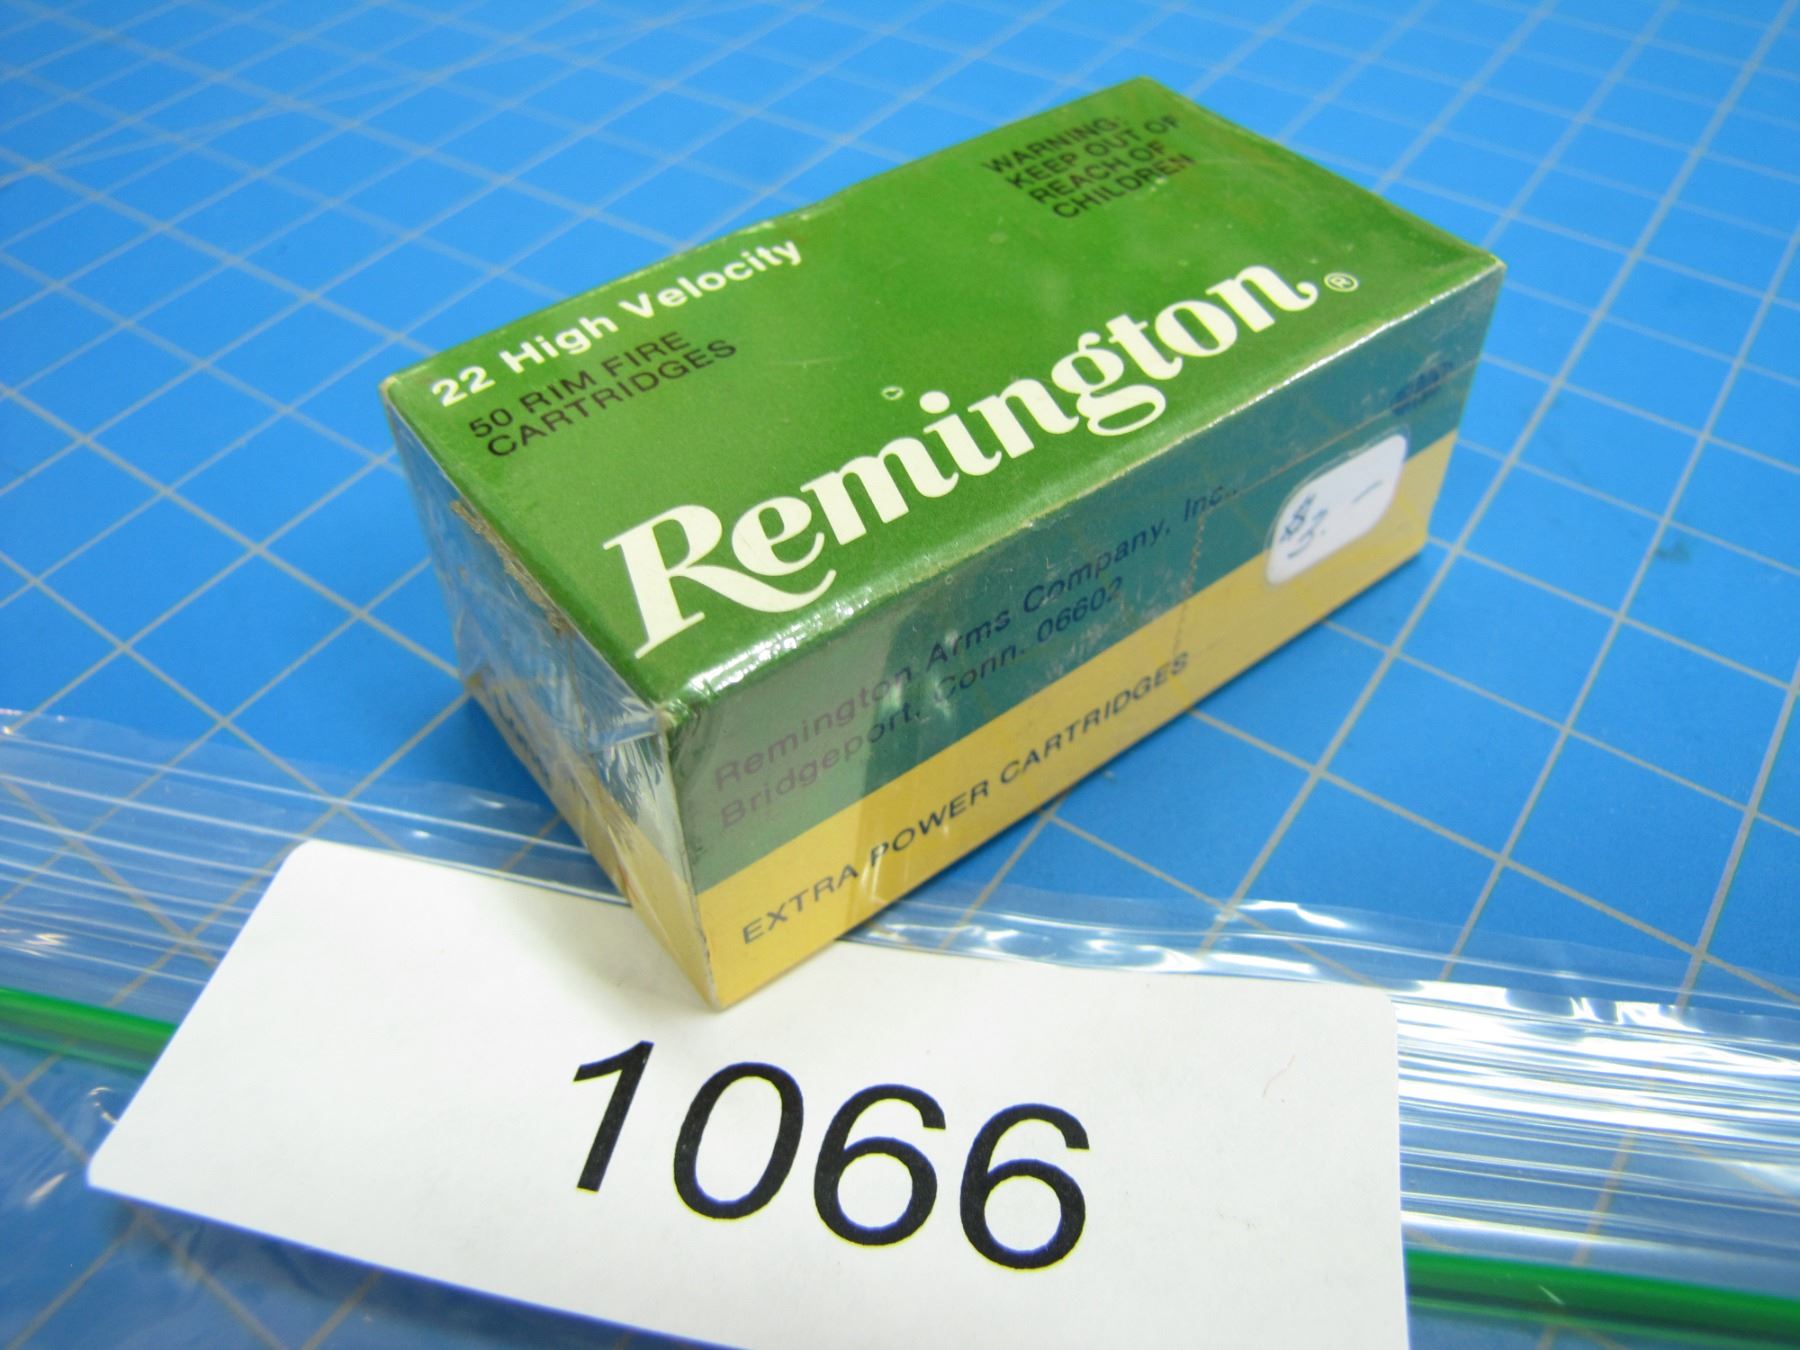 22 High Velocity
50 RIM FIRE
CARTRIDGES
WARNING:
KEEP OUT OF
REACH OF
CHILDREN
Remington®
Remington Arms Company, Inc.,
Bridgeport, Conn. 06602
EXTRA POWER CARTRIDGES
1066